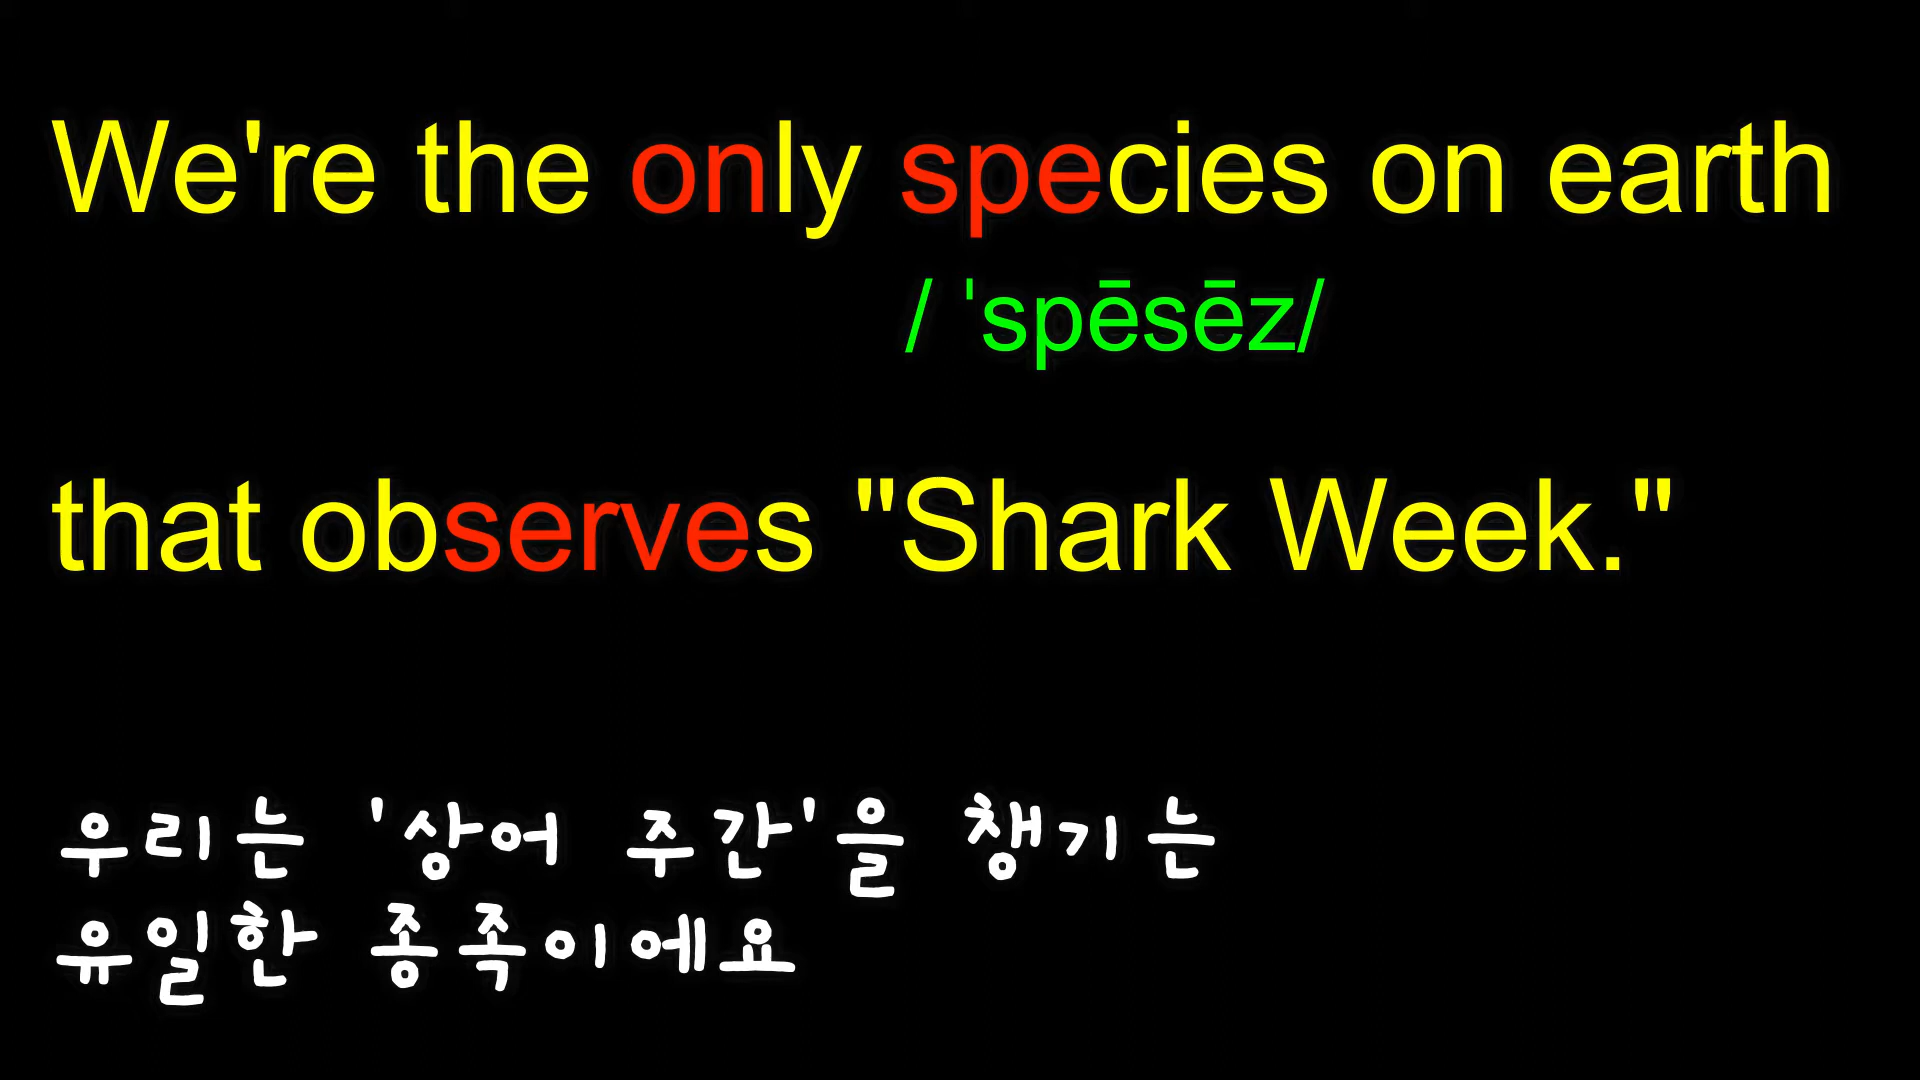 We're the only species on earth
/ ˈspēsēz/
that observes "Shark Week."
우리는 '상어 주간'을 챙기는
유일한 종족이에요